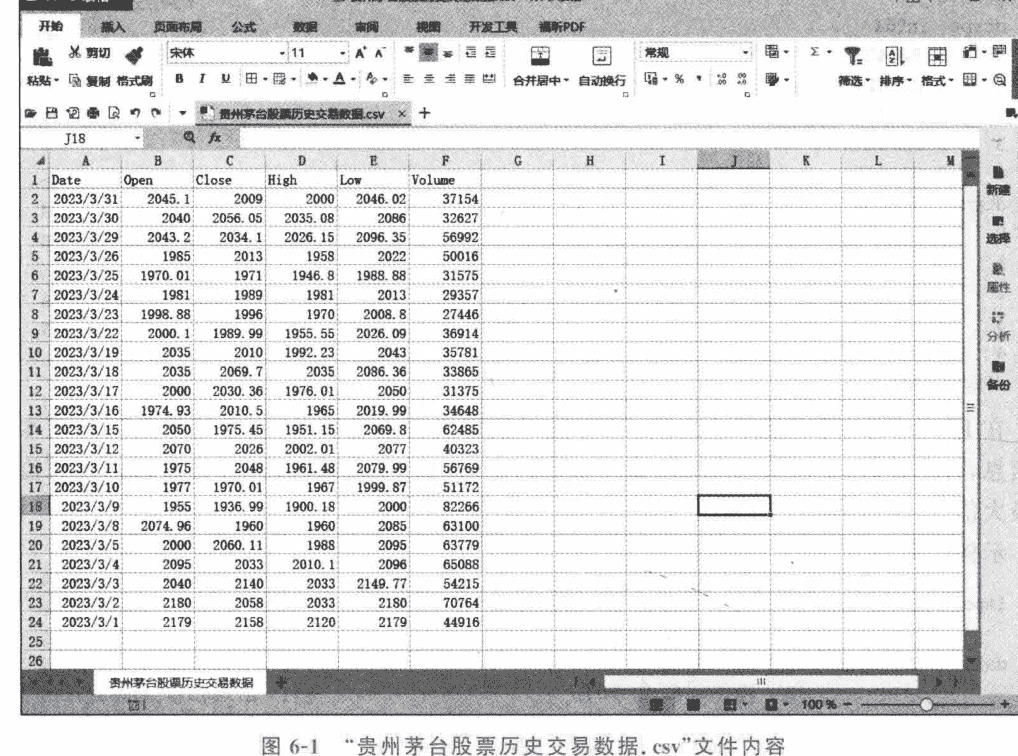 开始 插入 页面布局 公式 数据 审阅 视图 开发工具 福昕PDF
剪切 宋体 11 A+ A- Σ 常规
粘贴 复制 格式刷 B I U A 合并居中 自动换行 % 筛选 排序 格式
贵州茅台股票历史交易数据.csv × +
J18 fx
A B C D E F G H I J K L M
1 Date Open Close High Low Volume
2 2023/3/31 2045.1 2009 2000 2046.02 37154
3 2023/3/30 2040 2056.05 2035.08 2086 32627
4 2023/3/29 2043.2 2034.1 2026.15 2096.35 56992
5 2023/3/26 1985 2013 1958 2022 50016
6 2023/3/25 1970.01 1971 1946.8 1988.88 31575
7 2023/3/24 1981 1989 1981 2013 29357
8 2023/3/23 1998.88 1996 1970 2008.8 27446
9 2023/3/22 2000.1 1989.99 1955.55 2026.09 36914
10 2023/3/19 2035 2010 1992.23 2043 35781
11 2023/3/18 2035 2069.7 2035 2086.36 33865
12 2023/3/17 2000 2030.36 1976.01 2050 31375
13 2023/3/16 1974.93 2010.5 1965 2019.99 34648
14 2023/3/15 2050 1975.45 1951.15 2069.8 62485
15 2023/3/12 2070 2026 2002.01 2077 40323
16 2023/3/11 1975 2048 1961.48 2079.99 56769
17 2023/3/10 1977 1970.01 1967 1999.87 51172
18 2023/3/9 1955 1936.99 1900.18 2000 82266
19 2023/3/8 2074.96 1960 1960 2085 63100
20 2023/3/5 2000 2060.11 1988 2095 63779
21 2023/3/4 2095 2033 2010.1 2096 65088
22 2023/3/3 2040 2140 2033 2149.77 54215
23 2023/3/2 2180 2058 2033 2180 70764
24 2023/3/1 2179 2158 2120 2179 44916
25
26
新建
选择
属性
分析
备份
贵州茅台股票历史交易数据 +
100 % − +
图 6-1 “贵州茅台股票历史交易数据.csv”文件内容